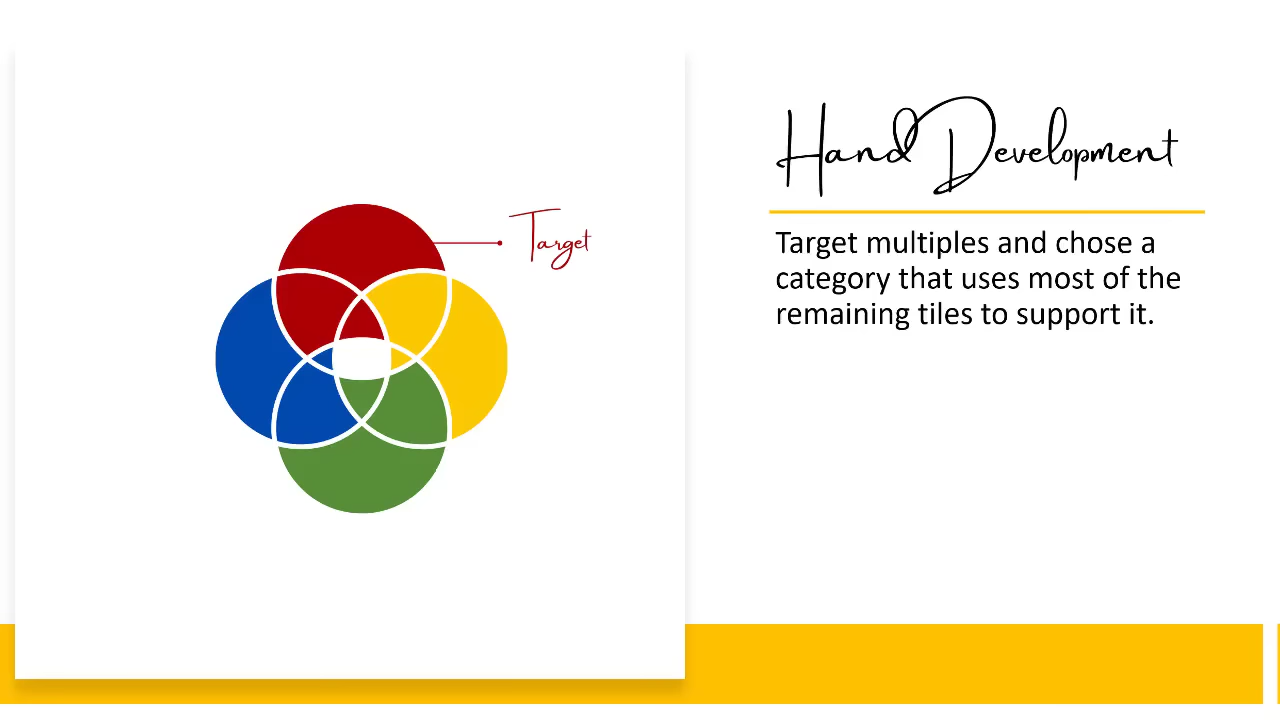 Target
Hand Development
Target multiples and chose a
category that uses most of the
remaining tiles to support it.